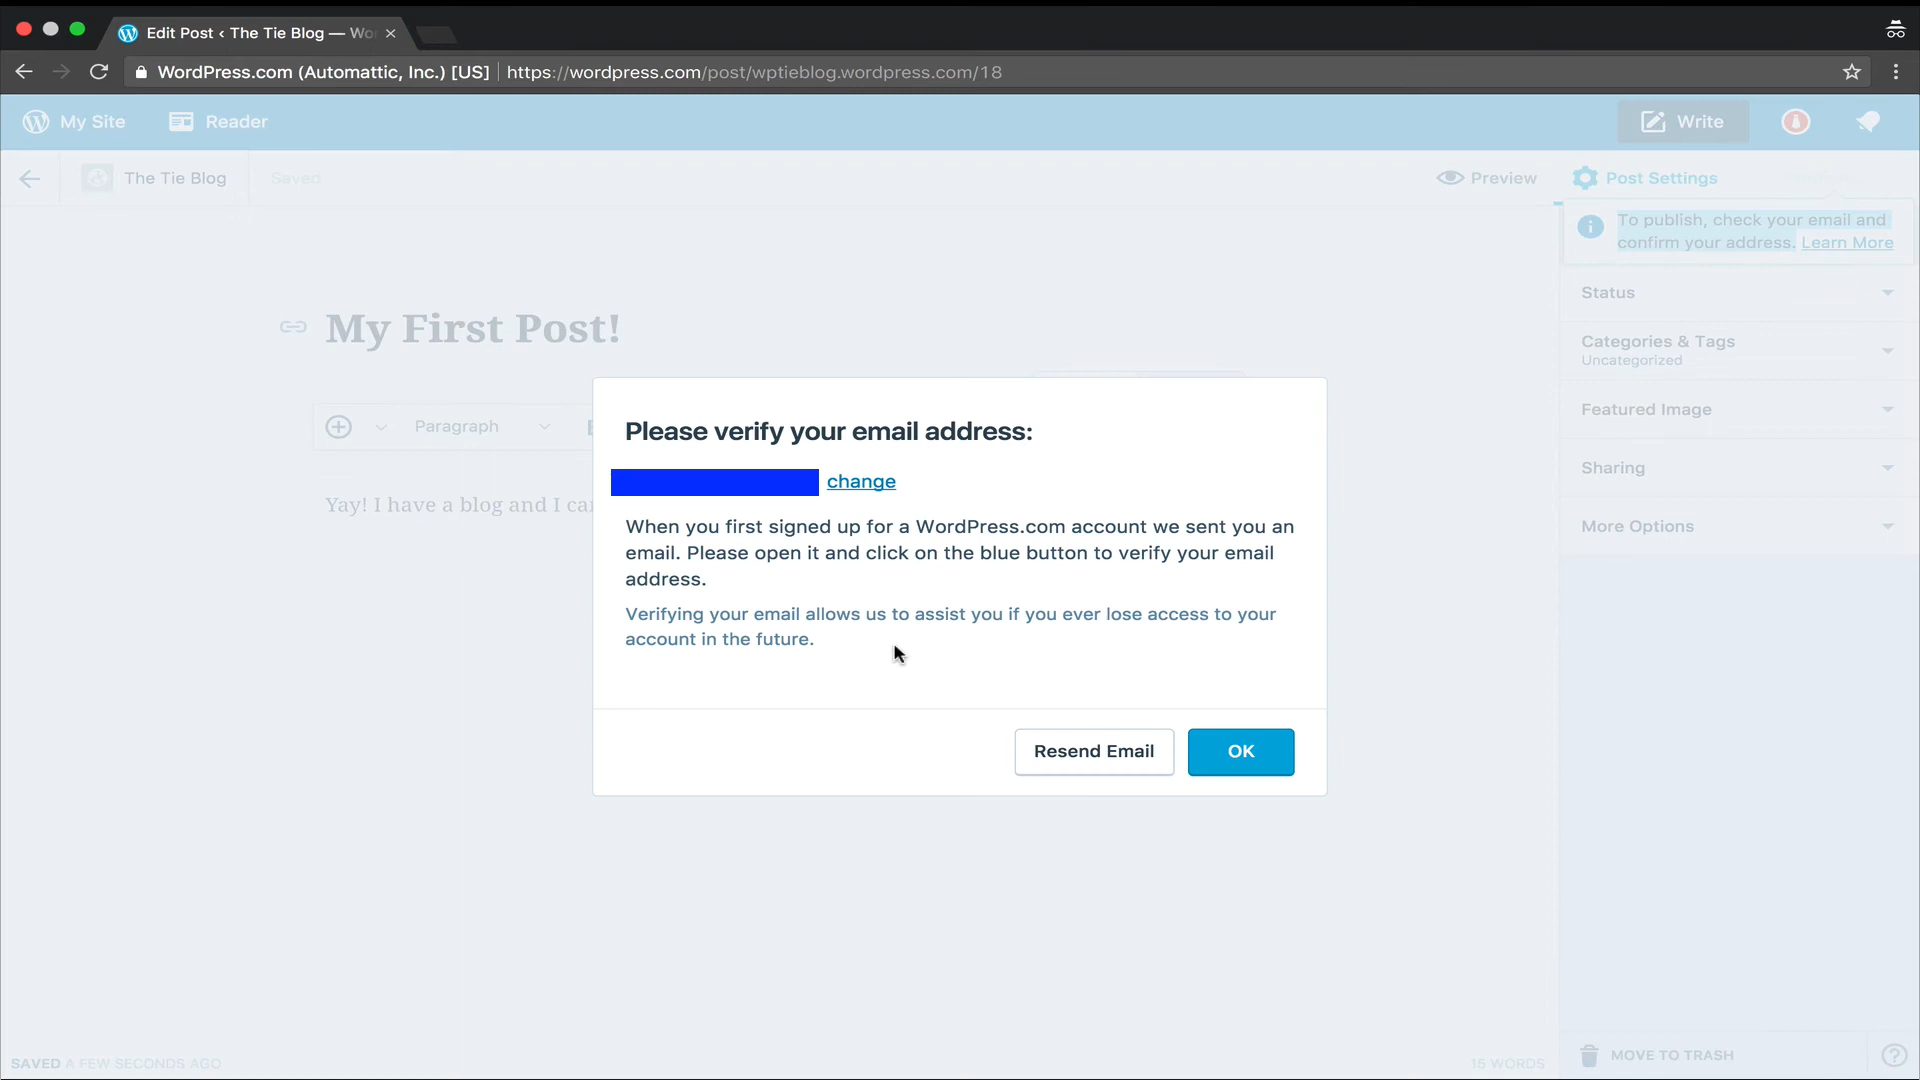 Edit Post ‹ The Tie Blog — Wo
WordPress.com (Automattic, Inc.) [US] https://wordpress.com/post/wptieblog.wordpress.com/18
My Site Reader Write
The Tie Blog Saved Preview Post Settings
To publish, check your email and
confirm your address. Learn More
Status
My First Post!
Categories & Tags
Uncategorized
Featured Image
Paragraph
Please verify your email address:
Sharing
change
Yay! I have a blog and I
When you first signed up for a WordPress.com account we sent you an
email. Please open it and click on the blue button to verify your email
address.
More Options
Verifying your email allows us to assist you if you ever lose access to your
account in the future.
Resend Email OK
SAVED A FEW SECONDS AGO 15 WORDS MOVE TO TRASH